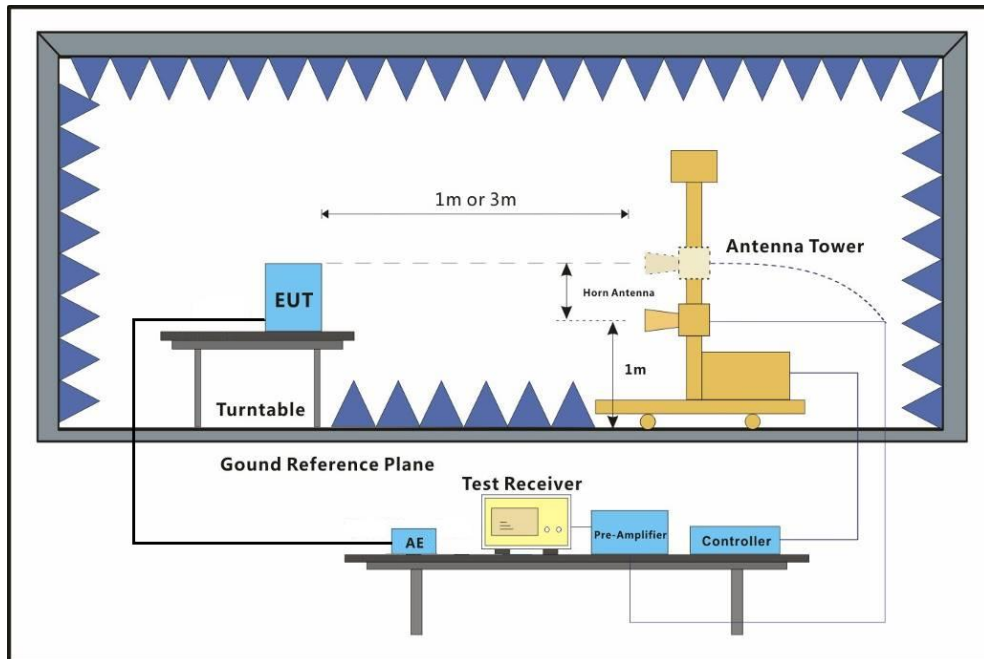 1m or 3m
Antenna Tower
EUT
Horn Antenna
1m
Turntable
Gound Reference Plane
Test Receiver
AE
Pre-Amplifier
Controller